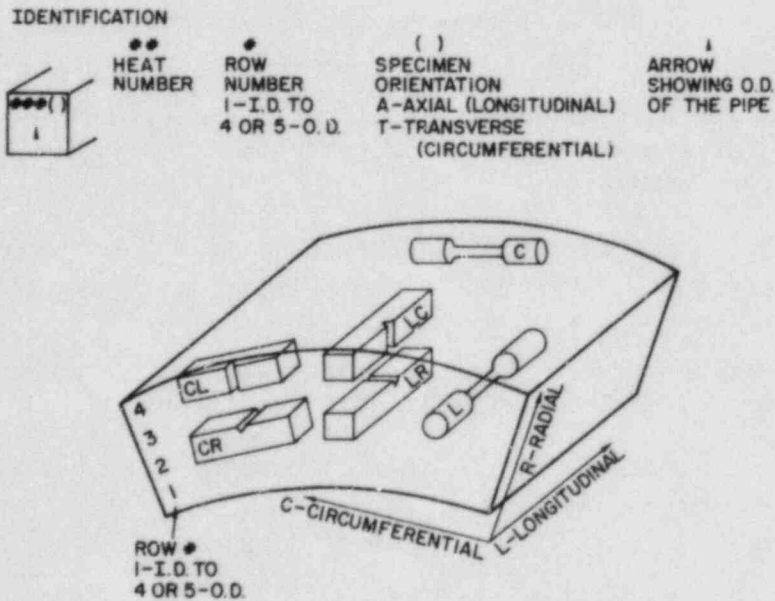 IDENTIFICATION
●● ● ( )
HEAT NUMBER
ROW NUMBER
1-I.D. TO
4 OR 5-O.D.
SPECIMEN
ORIENTATION
A-AXIAL (LONGITUDINAL)
T-TRANSVERSE
(CIRCUMFERENTIAL)
ARROW
SHOWING O.D.
OF THE PIPE
●●●( )
C
LC
CL
LR
L
CR
4
3
2
1
R-RADIAL
C-CIRCUMFERENTIAL
L-LONGITUDINAL
ROW ●
1-I.D. TO
4 OR 5-O.D.